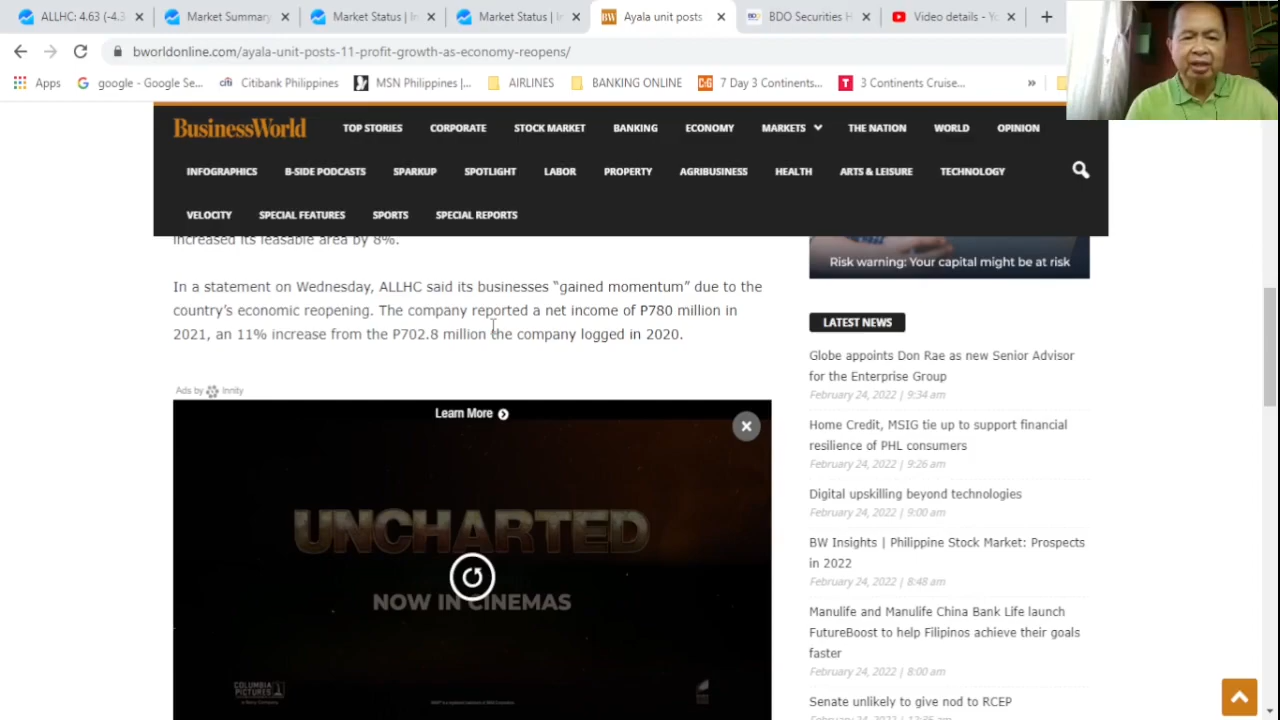 ALLHC: 4.63 (-4.3
Market Summary
Market Status | In
Market Status |
Ayala unit posts
BDO Securities H
Video details - Yo
bworldonline.com/ayala-unit-posts-11-profit-growth-as-economy-reopens/
Apps
google - Google Se...
Citibank Philippines
MSN Philippines |...
AIRLINES
BANKING ONLINE
7 Day 3 Continents...
3 Continents Cruise...
»
BusinessWorld
TOP STORIES
CORPORATE
STOCK MARKET
BANKING
ECONOMY
MARKETS
THE NATION
WORLD
OPINION
INFOGRAPHICS
B-SIDE PODCASTS
SPARKUP
SPOTLIGHT
LABOR
PROPERTY
AGRIBUSINESS
HEALTH
ARTS & LEISURE
TECHNOLOGY
VELOCITY
SPECIAL FEATURES
SPORTS
SPECIAL REPORTS
increased its leasable area by 8%.
In a statement on Wednesday, ALLHC said its businesses “gained momentum” due to the
country’s economic reopening. The company reported a net income of P780 million in
2021, an 11% increase from the P702.8 million the company logged in 2020.
Ads by Innity
Learn More
UNCHARTED
NOW IN CINEMAS
COLUMBIA
PICTURES
a Sony Company
Risk warning: Your capital might be at risk
LATEST NEWS
Globe appoints Don Rae as new Senior Advisor
for the Enterprise Group
February 24, 2022 | 9:34 am
Home Credit, MSIG tie up to support financial
resilience of PHL consumers
February 24, 2022 | 9:26 am
Digital upskilling beyond technologies
February 24, 2022 | 9:00 am
BW Insights | Philippine Stock Market: Prospects
in 2022
February 24, 2022 | 8:48 am
Manulife and Manulife China Bank Life launch
FutureBoost to help Filipinos achieve their goals
faster
February 24, 2022 | 8:00 am
Senate unlikely to give nod to RCEP